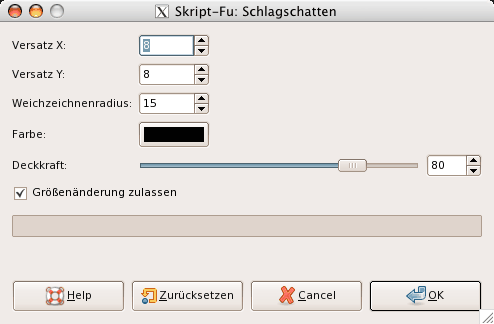 Skript-Fu: Schlagschatten
Versatz X: 8
Versatz Y: 8
Weichzeichnenradius: 15
Farbe:
Deckkraft: 80
Größenänderung zulassen
Help Zurücksetzen Cancel OK